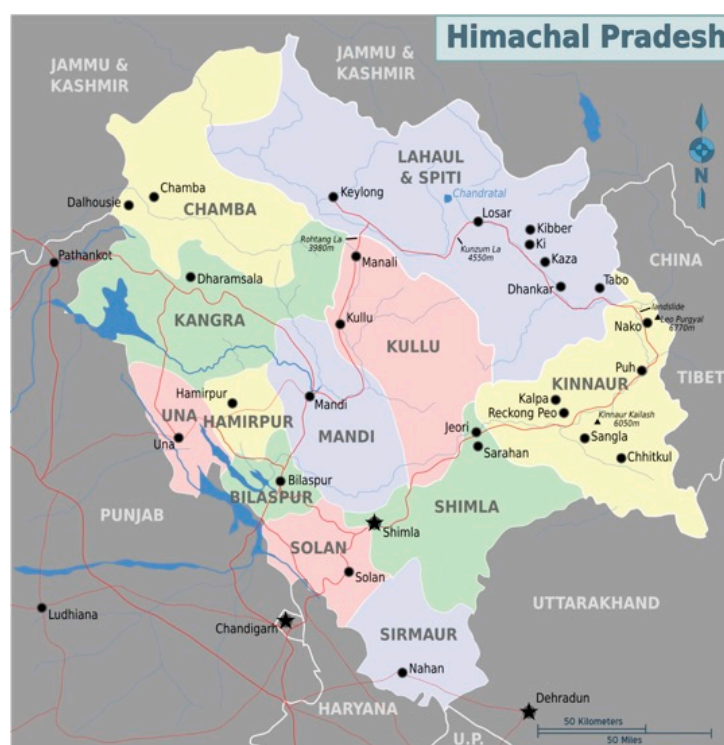 Himachal Pradesh
JAMMU &
KASHMIR
JAMMU &
KASHMIR
LAHAUL
& SPITI
N
Chamba
Dalhousie
CHAMBA
Keylong
Chandratal
Losar
Kibber
Ki
Kaza
Rohtang La
3980m
Kunzum La
4550m
Pathankot
Manali
CHINA
Dharamsala
Dhankar
Tabo
landslide
Leo Purgyal
6770m
Nako
KANGRA
Kullu
KULLU
Puh
TIBET
KINNAUR
Hamirpur
UNA
HAMIRPUR
Mandi
Kalpa
Reckong Peo
Kinnaur Kailash
6050m
MANDI
Jeori
Sangla
Una
Sarahan
Chhitkul
Bilaspur
BILASPUR
PUNJAB
SHIMLA
Shimla
SOLAN
Solan
UTTARAKHAND
Ludhiana
Chandigarh
SIRMAUR
Nahan
HARYANA
Dehradun
U.P.
50 Kilometers
50 Miles